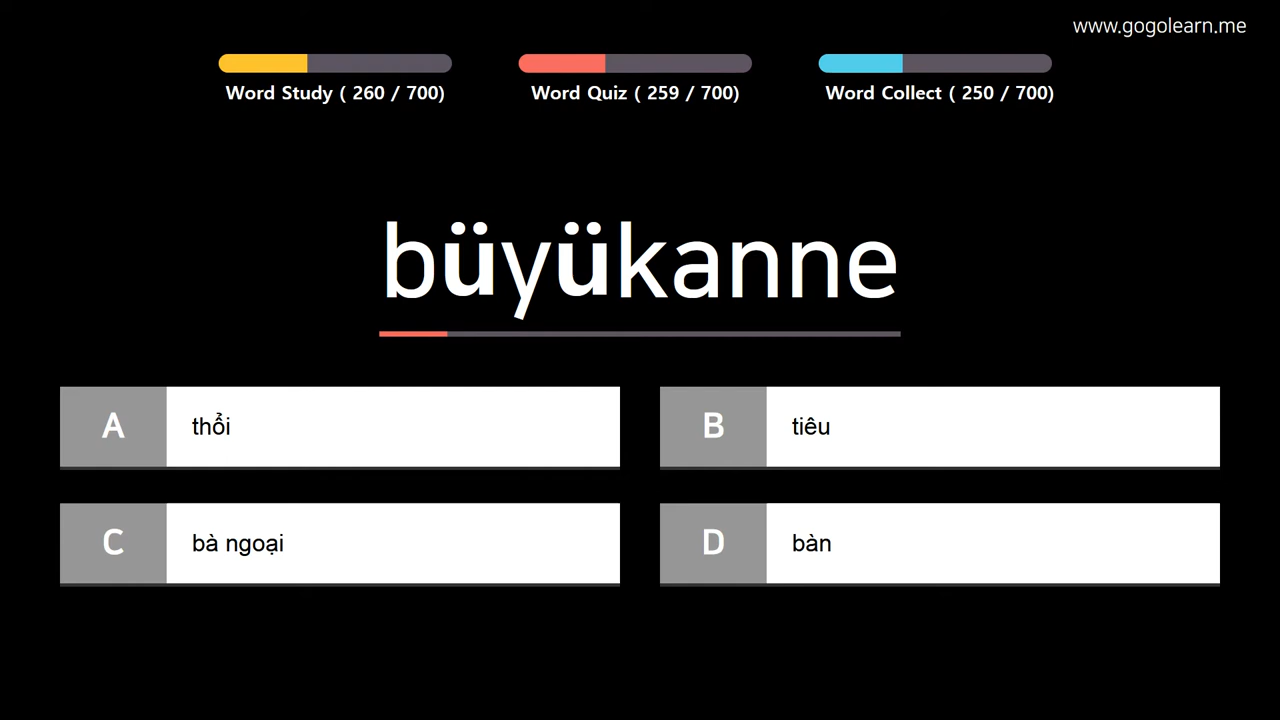 www.gogolearn.me
Word Study ( 260 / 700)
Word Quiz ( 259 / 700)
Word Collect ( 250 / 700)
büyükanne
A thổi
B tiêu
C bà ngoại
D bàn